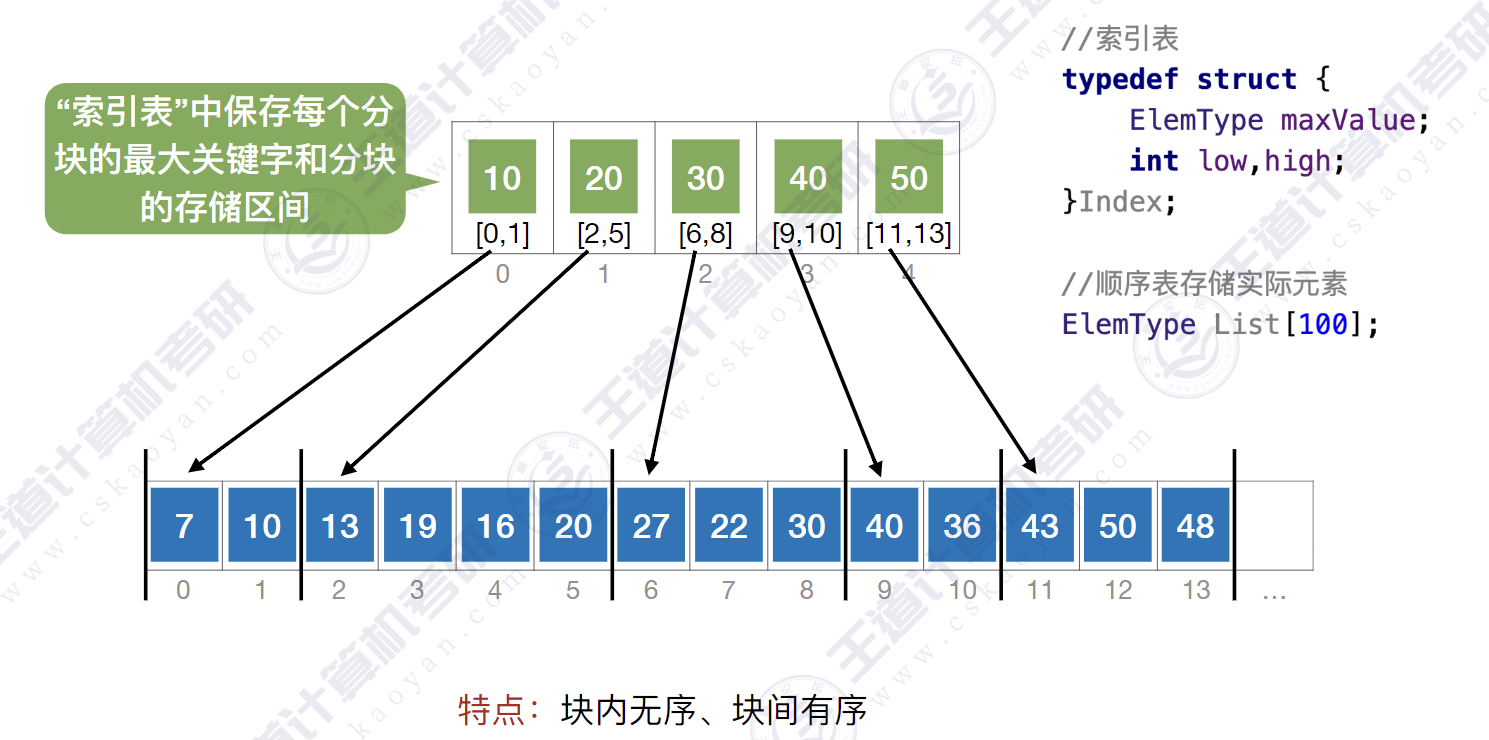 “索引表”中保存每个分
块的最大关键字和分块
的存储区间
10 20 30 40 50
[0,1] [2,5] [6,8] [9,10] [11,13]
0 1 2 3 4
//索引表
typedef struct {
ElemType maxValue;
int low,high;
}Index;
//顺序表存储实际元素
ElemType List[100];
7 10 13 19 16 20 27 22 30 40 36 43 50 48
0 1 2 3 4 5 6 7 8 9 10 11 12 13 …
特点：块内无序、块间有序
王道计算机考研
www.cskaoyan.com